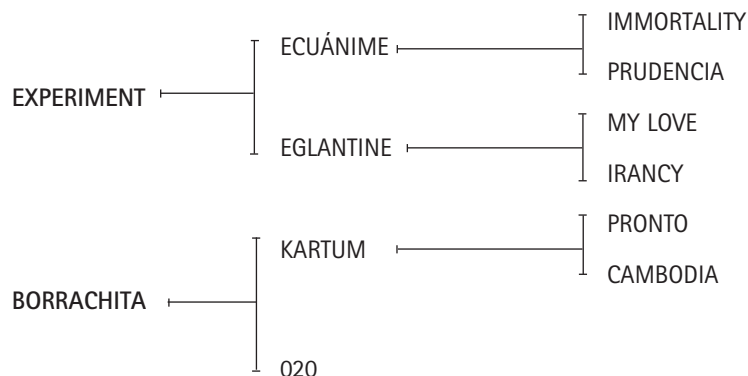 IMMORTALITY
ECUÁNIME
PRUDENCIA
EXPERIMENT
MY LOVE
EGLANTINE
IRANCY
PRONTO
KARTUM
CAMBODIA
BORRACHITA
020